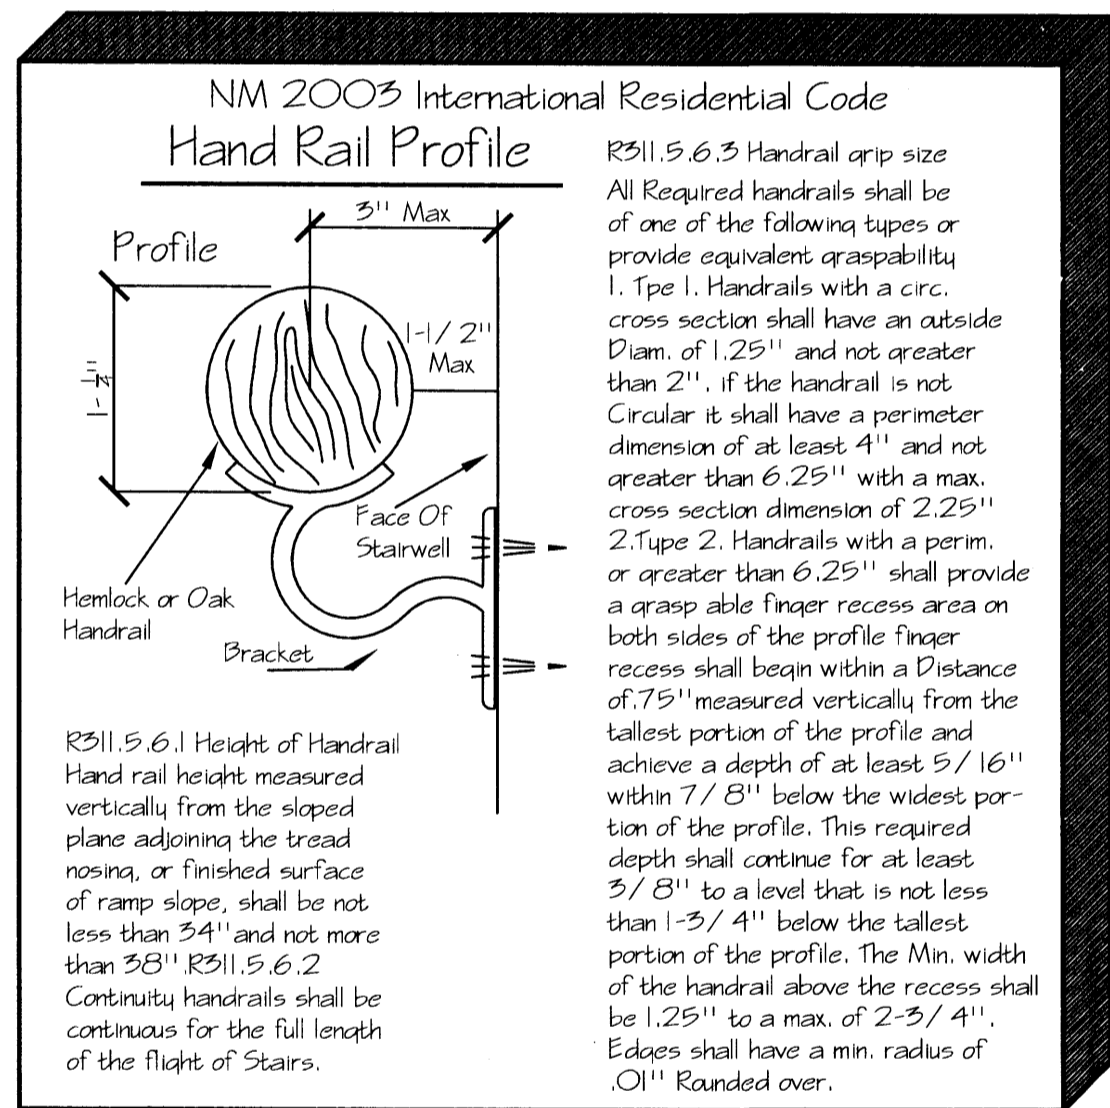 NM 2003 International Residential Code
Hand Rail Profile
3" Max
Profile
1-1/2"
Max
1-1/4"
Face Of
Stairwell
Hemlock or Oak
Handrail
Bracket
R311.5.6.1 Height of Handrail
Hand rail height measured
vertically from the sloped
plane adjoining the tread
nosing, or finished surface
of ramp slope, shall be not
less than 34" and not more
than 38".R311.5.6.2
Continuity handrails shall be
continuous for the full length
of the flight of Stairs.
R311.5.6.3 Handrail grip size
All Required handrails shall be
of one of the following types or
provide equivalent graspability
1. Tpe 1. Handrails with a circ.
cross section shall have an outside
Diam. of 1.25" and not greater
than 2". if the handrail is not
Circular it shall have a perimeter
dimension of at least 4" and not
greater than 6.25" with a max.
cross section dimension of 2.25"
2.Type 2. Handrails with a perim.
or greater than 6.25" shall provide
a grasp able finger recess area on
both sides of the profile finger
recess shall begin within a Distance
of.75"measured vertically from the
tallest portion of the profile and
achieve a depth of at least 5/16"
within 7/8" below the widest por-
tion of the profile. This required
depth shall continue for at least
3/8" to a level that is not less
than 1-3/4" below the tallest
portion of the profile. The Min. width
of the handrail above the recess shall
be 1.25" to a max. of 2-3/4".
Edges shall have a min. radius of
.01" Rounded over.